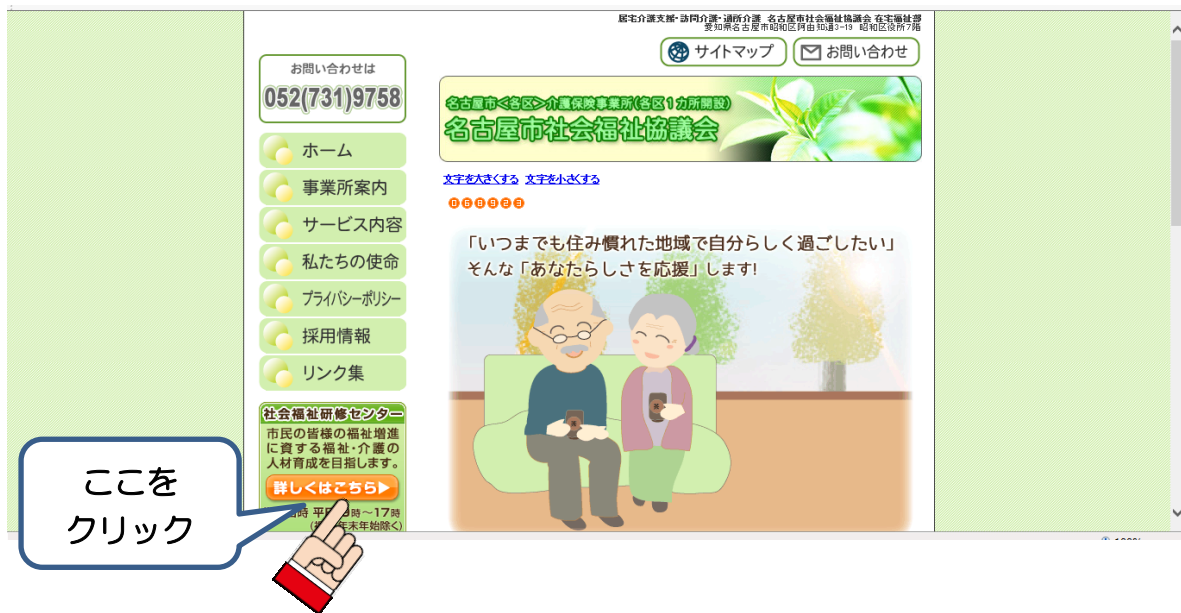 居宅介護支援・訪問介護・通所介護 名古屋市社会福祉協議会 在宅福祉部
愛知県名古屋市昭和区阿由知通3-19 昭和区役所7階
サイトマップ
お問い合わせ
お問い合わせは
052(731)9758
ホーム
事業所案内
サービス内容
私たちの使命
プライバシーポリシー
採用情報
リンク集
社会福祉研修センター
市民の皆様の福祉増進
に資する福祉・介護の
人材育成を目指します。
詳しくはこちら▶
時 平 時～17時
年末年始除く)
名古屋市<各区>介護保険事業所(各区1カ所開設)
名古屋市社会福祉協議会
文字を大きくする 文字を小さくする
068923
「いつまでも住み慣れた地域で自分らしく過ごしたい」
そんな「あなたらしさを応援」します!
ここを
クリック